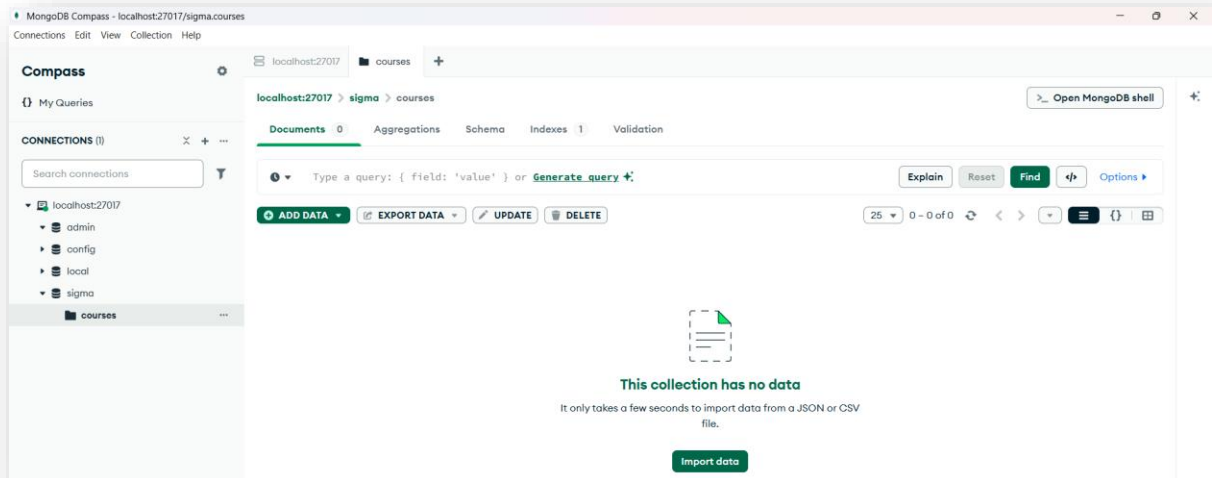 MongoDB Compass - localhost:27017/sigma.courses
Connections Edit View Collection Help
Compass
My Queries
CONNECTIONS (1)
Search connections
localhost:27017
admin
config
local
sigma
courses
localhost:27017 courses
localhost:27017 > sigma > courses
>_ Open MongoDB shell
Documents 0 Aggregations Schema Indexes 1 Validation
Type a query: { field: 'value' } or Generate query
Explain Reset Find </> Options
ADD DATA EXPORT DATA UPDATE DELETE
25 0 - 0 of 0 {}
This collection has no data
It only takes a few seconds to import data from a JSON or CSV
file.
Import data